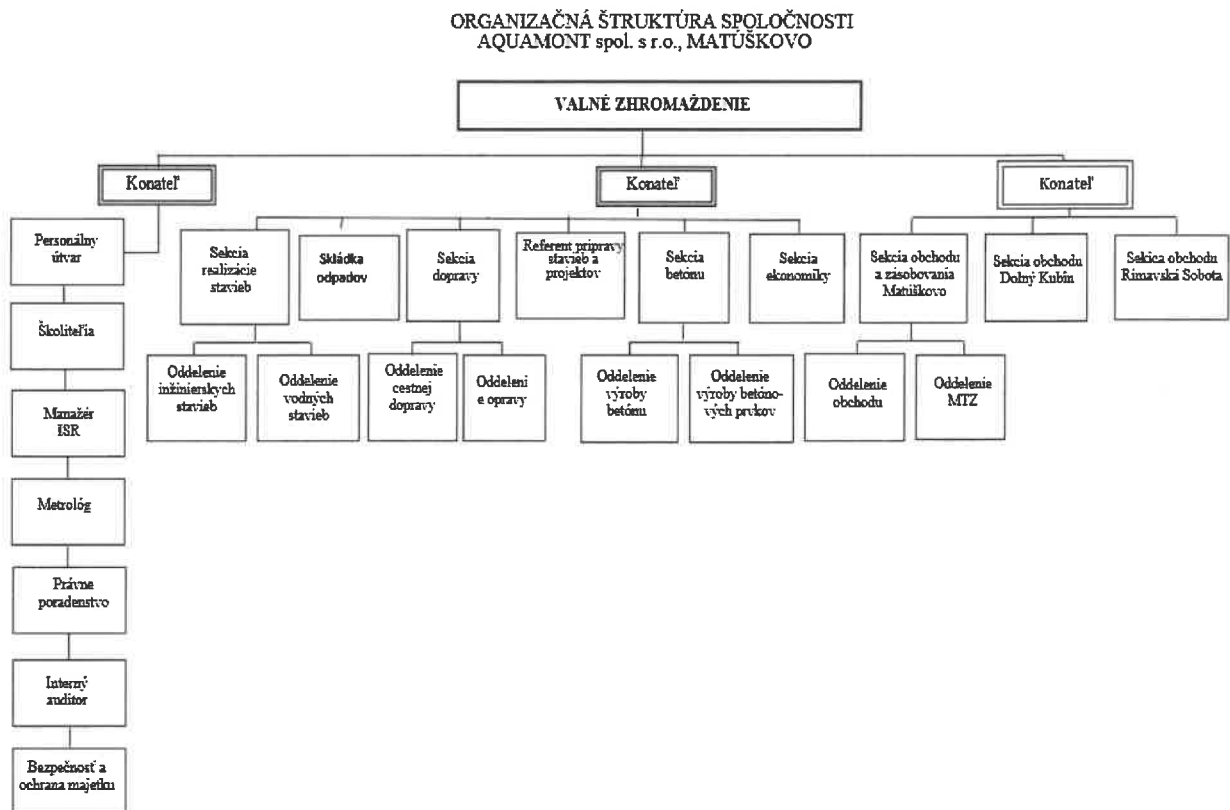 ORGANIZAČNÁ ŠTRUKTÚRA SPOLOČNOSTI
AQUAMONT spol. s r.o., MATÚŠKOVO
VALNÉ ZHROMAŽDENIE
Konateľ
Konateľ
Konateľ
Personálny
útvar
Školitelia
Manažér
ISR
Metrológ
Právne
poradenstvo
Interný
auditor
Bezpečnosť a
ochrana majetku
Sekcia
realizácie
stavieb
Skládka
odpadov
Sekcia
dopravy
Referent prípravy
stavieb a
projektov
Sekcia
betónu
Sekcia
ekonomiky
Sekcia obchodu
a zásobovania
Matúškovo
Sekcia obchodu
Dolný Kubín
Sekica obchodu
Rimavská Sobota
Oddelenie
inžinierskych
stavieb
Oddelenie
vodných
stavieb
Oddelenie
cestnej
dopravy
Oddeleni
e opravy
Oddelenie
výroby
betónu
Oddelenie
výroby betóno-
vých prvkov
Oddelenie
obchodu
Oddelenie
MTZ